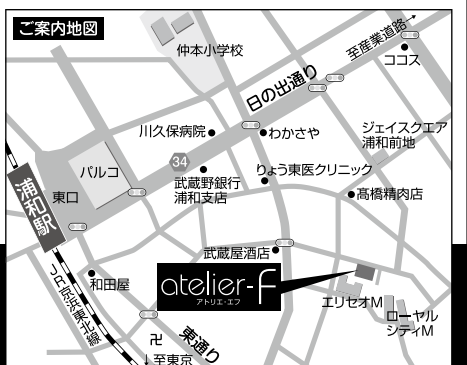 ご案内地図
仲本小学校
至産業道路
ココス
日の出通り
川久保病院
わかさや
ジェイスクエア
浦和前地
34
パルコ
武蔵野銀行
浦和支店
りょう東医クリニック
髙橋精肉店
浦和駅
東口
武蔵屋酒店
和田屋
atelier-F
アトリエ・エフ
エリセオM
ローヤル
シティM
JR京浜東北線
卍
東通り
↓至東京